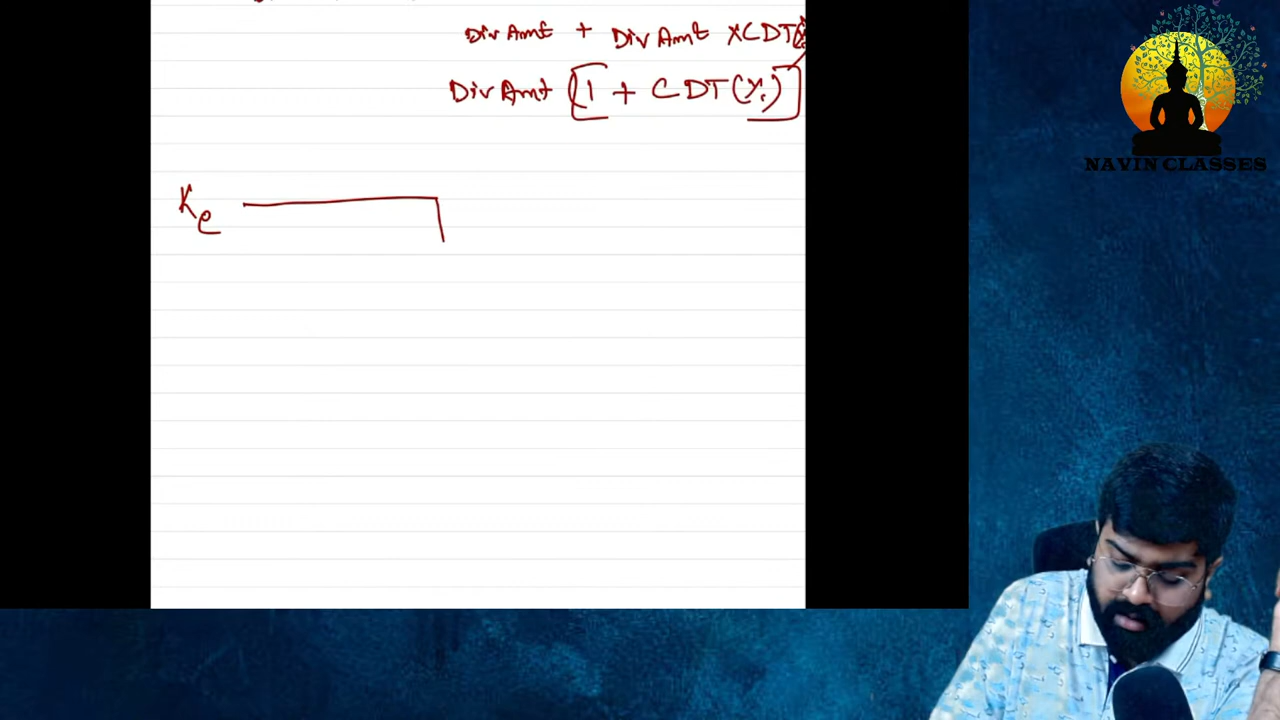 Div Amt + Div Amt X CDT(%
Div Amt [1 + CDT(%)]
Ke
NAVIN CLASSES